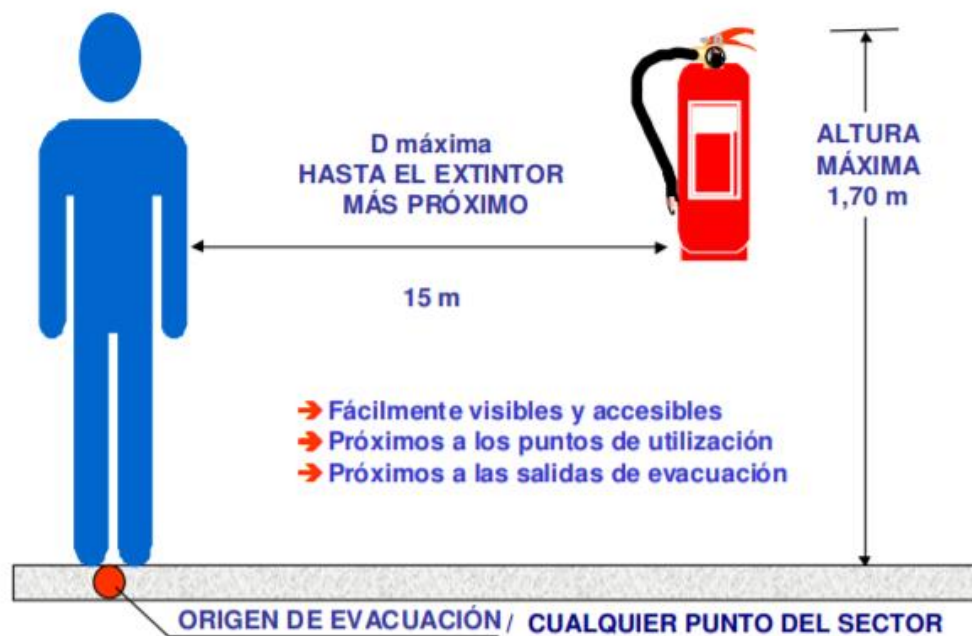 D máxima
HASTA EL EXTINTOR
MÁS PRÓXIMO
15 m
ALTURA
MÁXIMA
1,70 m
➔ Fácilmente visibles y accesibles
➔ Próximos a los puntos de utilización
➔ Próximos a las salidas de evacuación
ORIGEN DE EVACUACIÓN / CUALQUIER PUNTO DEL SECTOR